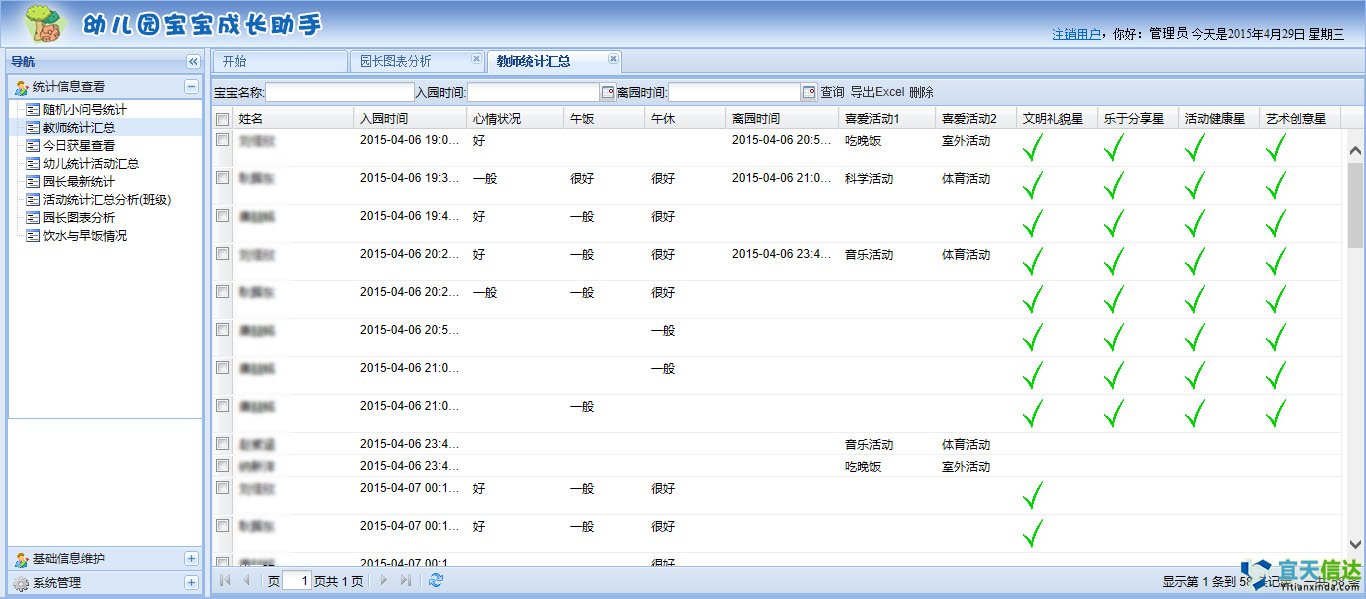 幼儿园宝宝成长助手
注销用户，你好：管理员 今天是2015年4月29日 星期三
导航
统计信息查看
随机小问号统计
教师统计汇总
今日获星查看
幼儿统计活动汇总
园长最新统计
活动统计汇总分析(班级)
园长图表分析
饮水与早饭情况
基础信息维护
系统管理
开始 园长图表分析 教师统计汇总
宝宝名称: 入园时间: 离园时间: 查询 导出Excel 删除
姓名 入园时间 心情状况 午饭 午休 离园时间 喜爱活动1 喜爱活动2 文明礼貌星 乐于分享星 活动健康星 艺术创意星
2015-04-06 19:0... 好 2015-04-06 20:5... 吃晚饭 室外活动
2015-04-06 19:3... 一般 很好 很好 2015-04-06 21:0... 科学活动 体育活动
2015-04-06 19:4... 好 一般 很好
2015-04-06 20:2... 好 一般 很好 2015-04-06 23:4... 音乐活动 体育活动
2015-04-06 20:2... 一般 一般 很好
2015-04-06 20:5... 一般
2015-04-06 21:0... 一般
2015-04-06 21:0... 一般
2015-04-06 23:4... 音乐活动 体育活动
2015-04-06 23:4... 吃晚饭 室外活动
2015-04-07 00:1... 好 一般 很好
2015-04-07 00:1... 好 一般 很好
2015-04-07 00:1... 好 一般 很好
页 1 页共 1 页
显示第 1 条到 58
宜天信达
Yitianxinda.com